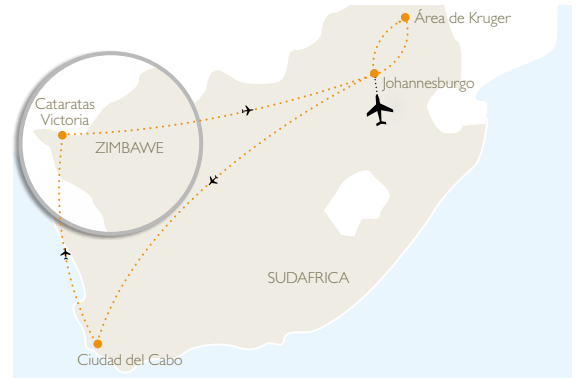 Área de Kruger
Johannesburgo
Cataratas
Victoria
ZIMBAWE
SUDAFRICA
Ciudad del Cabo